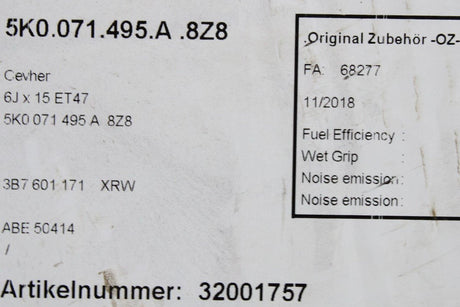 5K0.071.495.A .8Z8
Cevher
6J x 15 ET47
5K0 071 495 A 8Z8
3B7 601 171 XRW
ABE 50414
/
Artikelnummer: 32001757
.Original Zubehör -OZ-
FA: 68277
11/2018
Fuel Efficiency :
Wet Grip :
Noise emission :
Noise emission :